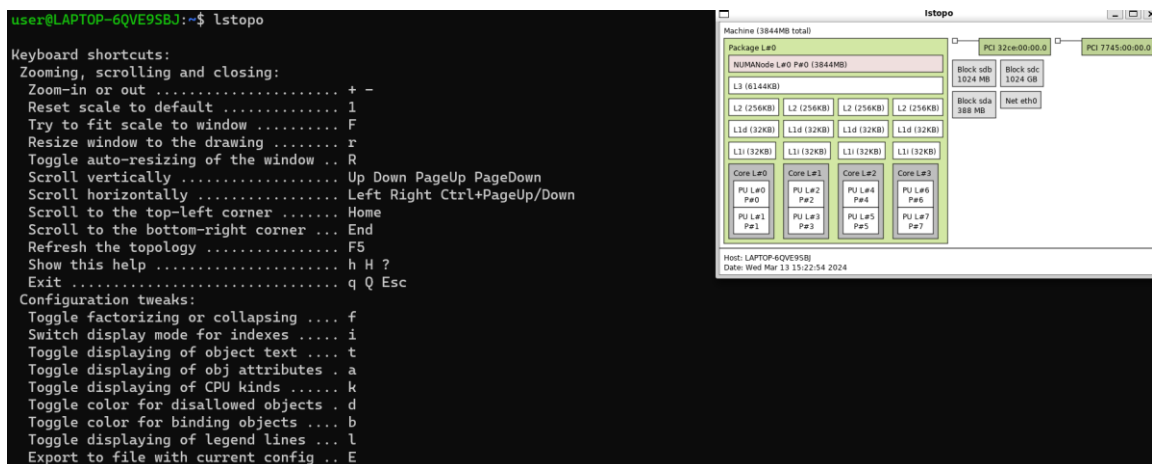 user@LAPTOP-6QVE9SBJ:~$ lstopo
Keyboard shortcuts:
Zooming, scrolling and closing:
Zoom-in or out ....................... + -
Reset scale to default .............. 1
Try to fit scale to window .......... F
Resize window to the drawing ........ r
Toggle auto-resizing of the window .. R
Scroll vertically ................... Up Down PageUp PageDown
Scroll horizontally ................. Left Right Ctrl+PageUp/Down
Scroll to the top-left corner ....... Home
Scroll to the bottom-right corner ... End
Refresh the topology ................ F5
Show this help ...................... h H ?
Exit ................................ q Q Esc
Configuration tweaks:
Toggle factorizing or collapsing .... f
Switch display mode for indexes ..... i
Toggle displaying of object text .... t
Toggle displaying of obj attributes . a
Toggle displaying of CPU kinds ...... k
Toggle color for disallowed objects . d
Toggle color for binding objects .... b
Toggle displaying of legend lines ... l
Export to file with current config .. E
lstopo
Machine (3844MB total)
Package L#0
NUMANode L#0 P#0 (3844MB)
L3 (6144KB)
L2 (256KB) L2 (256KB) L2 (256KB) L2 (256KB)
L1d (32KB) L1d (32KB) L1d (32KB) L1d (32KB)
L1i (32KB) L1i (32KB) L1i (32KB) L1i (32KB)
Core L#0 Core L#1 Core L#2 Core L#3
PU L#0 PU L#2 PU L#4 PU L#6
P#0 P#2 P#4 P#6
PU L#1 PU L#3 PU L#5 PU L#7
P#1 P#3 P#5 P#7
PCI 32ce:00:00.0 PCI 7745:00:00.0
Block sdb Block sdc
1024 MB 1024 GB
Block sda Net eth0
388 MB
Host: LAPTOP-6QVE9SBJ
Date: Wed Mar 13 15:22:54 2024